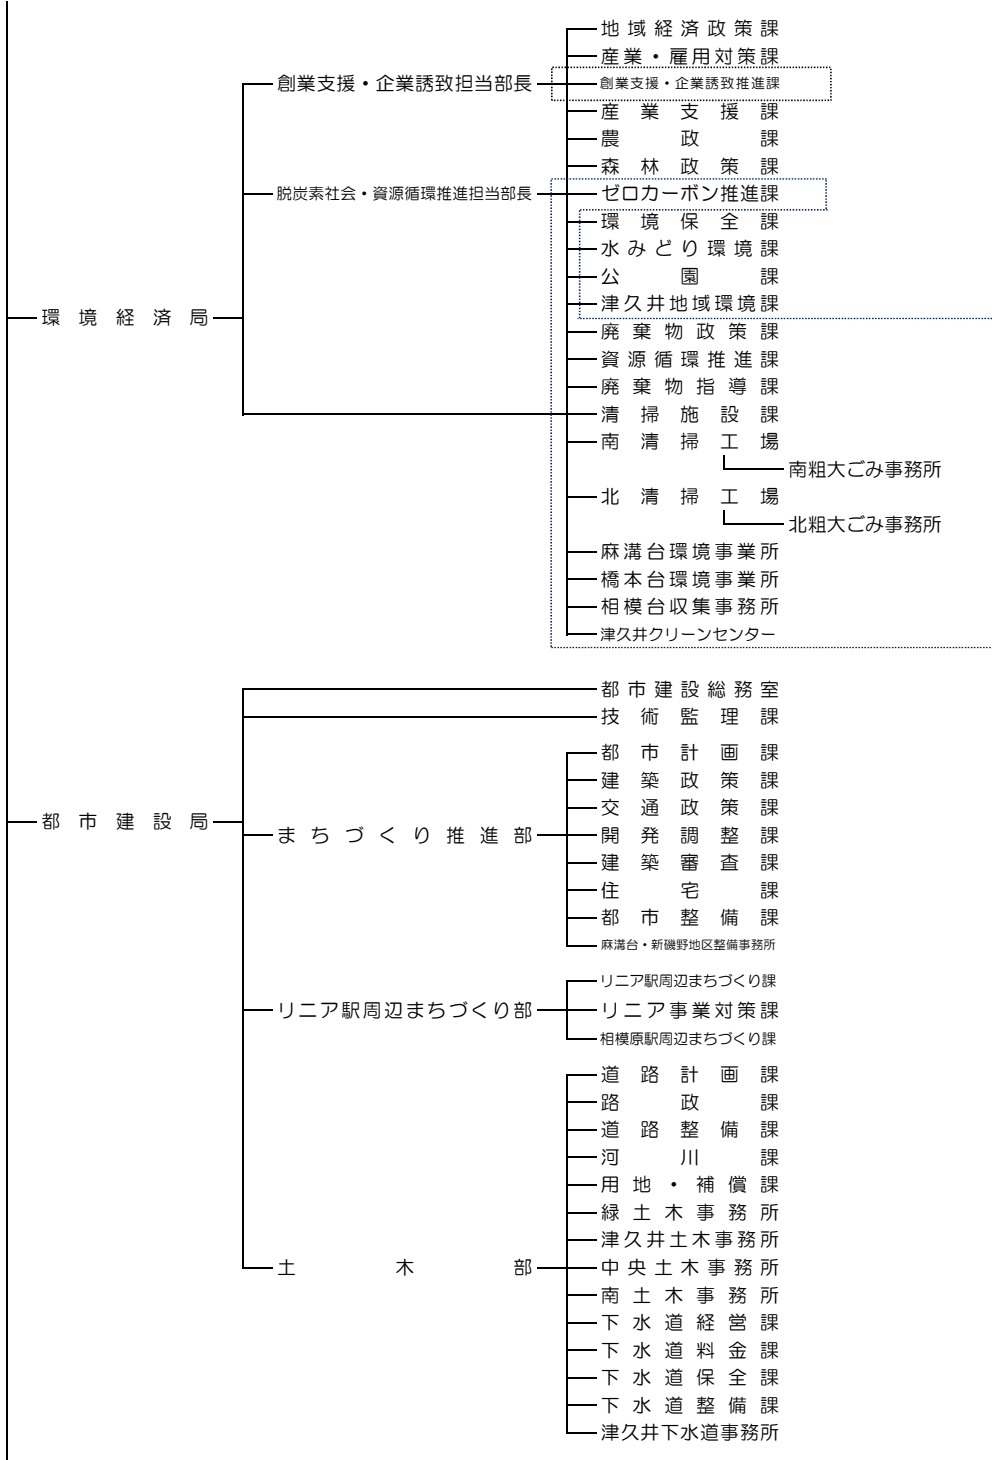 地域経済政策課
産業・雇用対策課
創業支援・企業誘致担当部長 創業支援・企業誘致推進課
産業支援課
農政課
森林政策課
脱炭素社会・資源循環推進担当部長 ゼロカーボン推進課
環境保全課
水みどり環境課
公園課
津久井地域環境課
環境経済局
廃棄物政策課
資源循環推進課
廃棄物指導課
清掃施設課
南清掃工場
南粗大ごみ事務所
北清掃工場
北粗大ごみ事務所
麻溝台環境事業所
橋本台環境事業所
相模台収集事務所
津久井クリーンセンター
都市建設総務室
技術監理課
都市計画課
建築政策課
交通政策課
都市建設局
まちづくり推進部 開発調整課
建築審査課
住宅課
都市整備課
麻溝台・新磯野地区整備事務所
リニア駅周辺まちづくり課
リニア駅周辺まちづくり部 リニア事業対策課
相模原駅周辺まちづくり課
道路計画課
路政課
道路整備課
河川課
用地・補償課
緑土木事務所
津久井土木事務所
土木部 中央土木事務所
南土木事務所
下水道経営課
下水道料金課
下水道保全課
下水道整備課
津久井下水道事務所